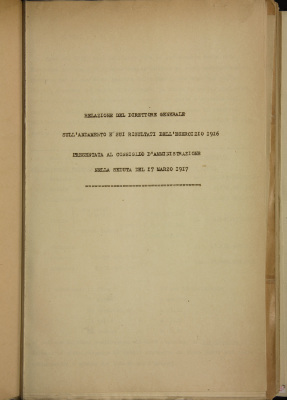 RELAZIONE DEL DIRETTORE GENERALE
SULL'ANDAMENTO E SUI RISULTATI DELL'ESERCIZIO 1916
PRESENTATA AL CONSIGLIO D'AMMINISTRAZIONE
NELLA SEDUTA DEL 17 MARZO 1917